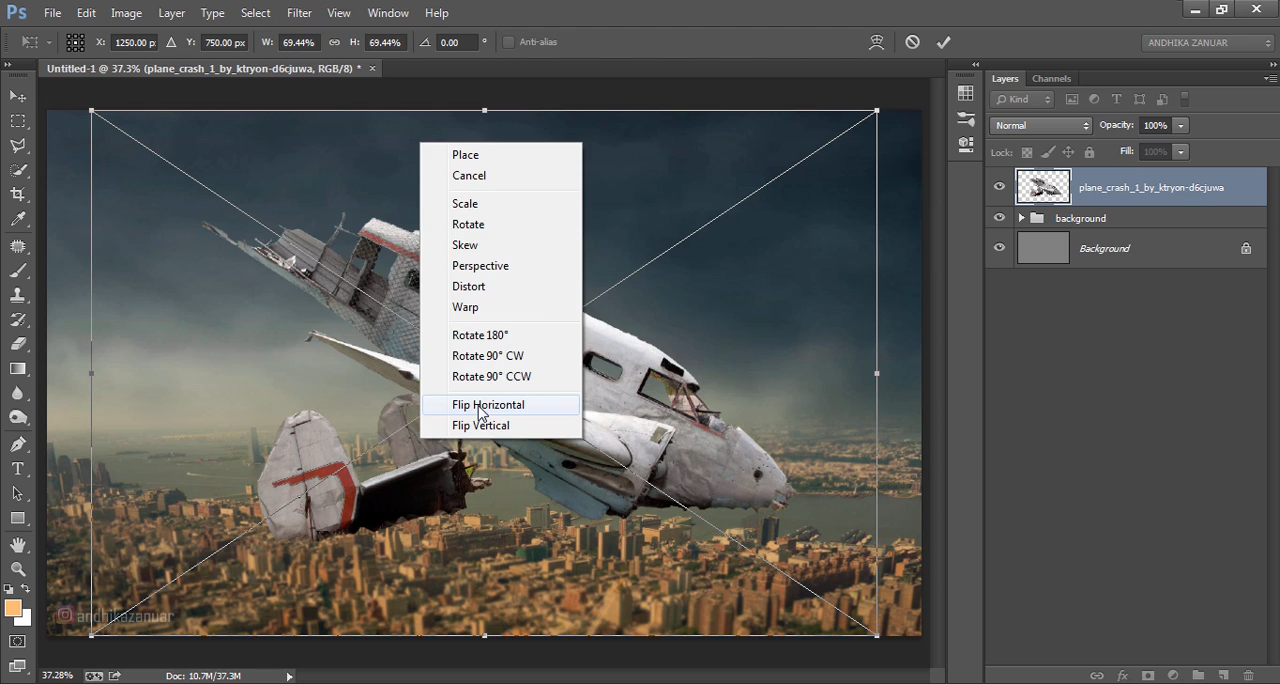 Ps File Edit Image Layer Type Select Filter View Window Help
X: 1250.00 p: Y: 750.00 px W: 69.44% H: 69.44% 0.00 ° Anti-alias ANDHIKA ZANUAR
Untitled-1 @ 37.3% (plane_crash_1_by_ktryon-d6cjuwa, RGB/8) * ×
Place
Cancel
Scale
Rotate
Skew
Perspective
Distort
Warp
Rotate 180°
Rotate 90° CW
Rotate 90° CCW
Flip Horizontal
Flip Vertical
andhikazanuar
37.28% Doc: 10.7M/37.3M
Layers Channels
Kind
Normal Opacity: 100%
Lock: Fill: 100%
plane_crash_1_by_ktryon-d6cjuwa
background
Background